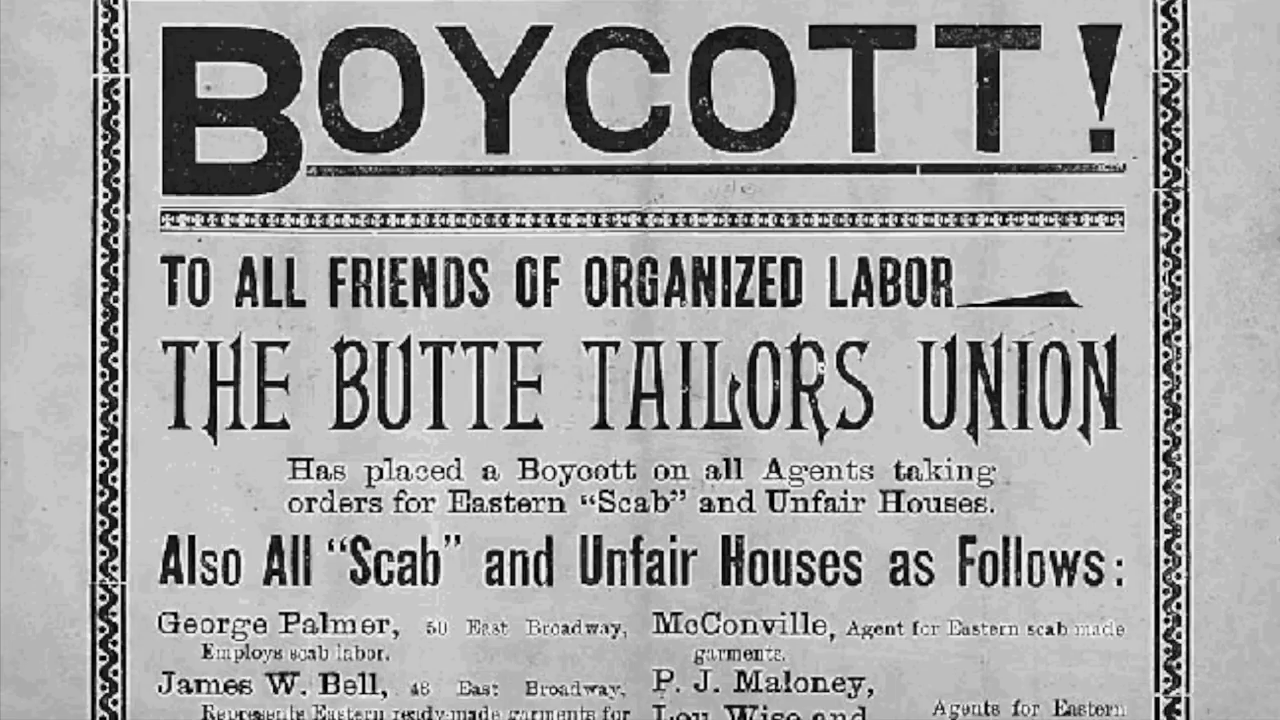 BOYCOTT!
TO ALL FRIENDS OF ORGANIZED LABOR
THE BUTTE TAILORS UNION
Has placed a Boycott on all Agents taking
orders for Eastern “Scab” and Unfair Houses.
Also All “Scab” and Unfair Houses as Follows:
George Palmer, 50 East Broadway,
Employs scab labor.
James W. Bell, 48 East Broadway,
Represents Eastern ready-made garments for
McConville, Agent for Eastern scab made
garments.
P. J. Maloney,
Lou Wise and
Agents for Eastern